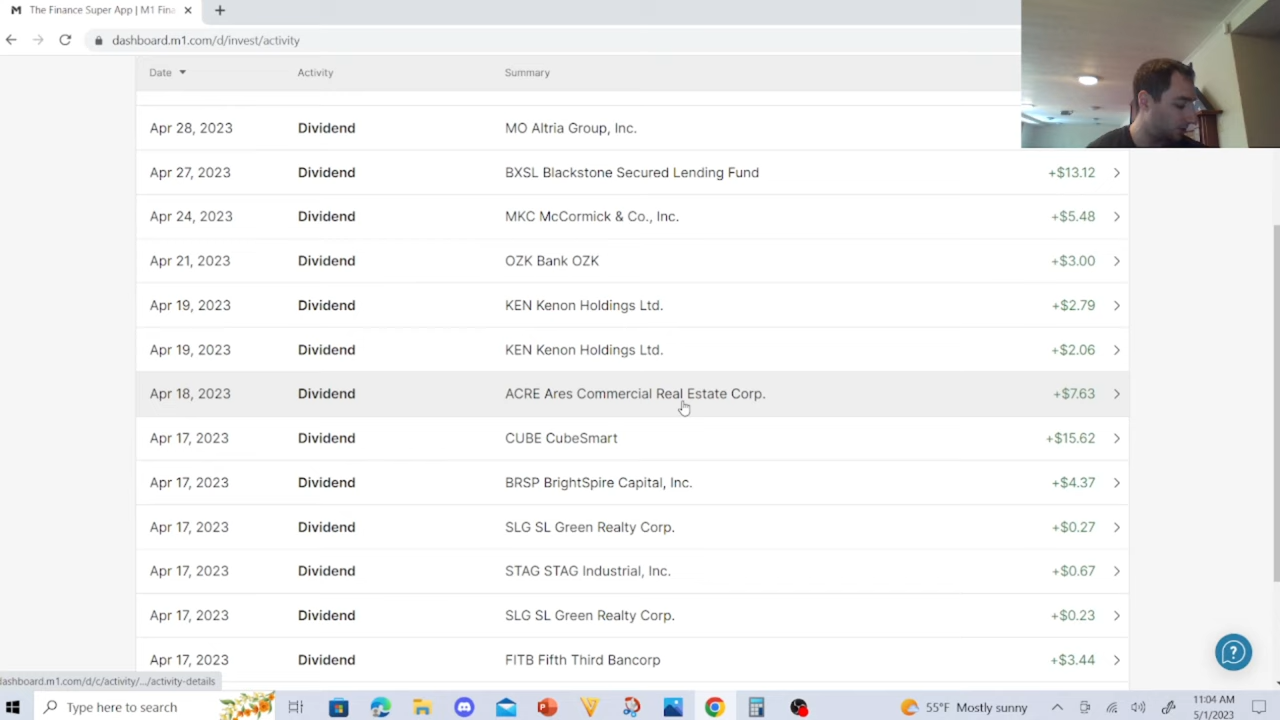 The Finance Super App | M1 Fina
dashboard.m1.com/d/invest/activity
Date Activity Summary
Apr 28, 2023 Dividend MO Altria Group, Inc.
Apr 27, 2023 Dividend BXSL Blackstone Secured Lending Fund +$13.12
Apr 24, 2023 Dividend MKC McCormick & Co., Inc. +$5.48
Apr 21, 2023 Dividend OZK Bank OZK +$3.00
Apr 19, 2023 Dividend KEN Kenon Holdings Ltd. +$2.79
Apr 19, 2023 Dividend KEN Kenon Holdings Ltd. +$2.06
Apr 18, 2023 Dividend ACRE Ares Commercial Real Estate Corp. +$7.63
Apr 17, 2023 Dividend CUBE CubeSmart +$15.62
Apr 17, 2023 Dividend BRSP BrightSpire Capital, Inc. +$4.37
Apr 17, 2023 Dividend SLG SL Green Realty Corp. +$0.27
Apr 17, 2023 Dividend STAG STAG Industrial, Inc. +$0.67
Apr 17, 2023 Dividend SLG SL Green Realty Corp. +$0.23
Apr 17, 2023 Dividend FITB Fifth Third Bancorp +$3.44
dashboard.m1.com/d/c/activity/.../activity-details
Type here to search 55°F Mostly sunny 11:04 AM
5/1/2023